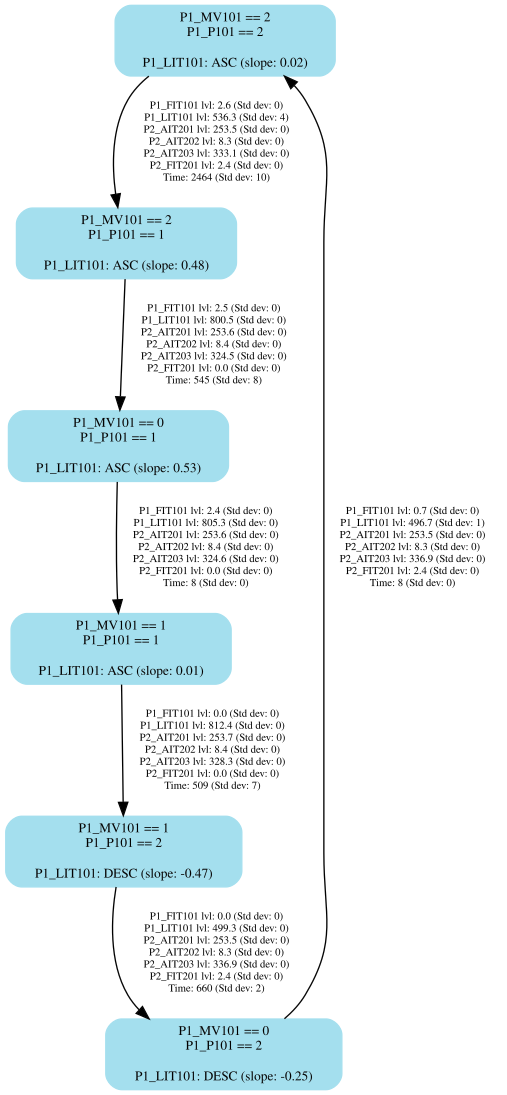 P1_MV101 == 2
P1_P101 == 2
P1_LIT101: ASC (slope: 0.02)
P1_FIT101 lvl: 2.6 (Std dev: 0)
P1_LIT101 lvl: 536.3 (Std dev: 4)
P2_AIT201 lvl: 253.5 (Std dev: 0)
P2_AIT202 lvl: 8.3 (Std dev: 0)
P2_AIT203 lvl: 333.1 (Std dev: 0)
P2_FIT201 lvl: 2.4 (Std dev: 0)
Time: 2464 (Std dev: 10)
P1_MV101 == 2
P1_P101 == 1
P1_LIT101: ASC (slope: 0.48)
P1_FIT101 lvl: 2.5 (Std dev: 0)
P1_LIT101 lvl: 800.5 (Std dev: 0)
P2_AIT201 lvl: 253.6 (Std dev: 0)
P2_AIT202 lvl: 8.4 (Std dev: 0)
P2_AIT203 lvl: 324.5 (Std dev: 0)
P2_FIT201 lvl: 0.0 (Std dev: 0)
Time: 545 (Std dev: 8)
P1_MV101 == 0
P1_P101 == 1
P1_LIT101: ASC (slope: 0.53)
P1_FIT101 lvl: 2.4 (Std dev: 0)
P1_LIT101 lvl: 805.3 (Std dev: 0)
P2_AIT201 lvl: 253.6 (Std dev: 0)
P2_AIT202 lvl: 8.4 (Std dev: 0)
P2_AIT203 lvl: 324.6 (Std dev: 0)
P2_FIT201 lvl: 0.0 (Std dev: 0)
Time: 8 (Std dev: 0)
P1_FIT101 lvl: 0.7 (Std dev: 0)
P1_LIT101 lvl: 496.7 (Std dev: 1)
P2_AIT201 lvl: 253.5 (Std dev: 0)
P2_AIT202 lvl: 8.3 (Std dev: 0)
P2_AIT203 lvl: 336.9 (Std dev: 0)
P2_FIT201 lvl: 2.4 (Std dev: 0)
Time: 8 (Std dev: 0)
P1_MV101 == 1
P1_P101 == 1
P1_LIT101: ASC (slope: 0.01)
P1_FIT101 lvl: 0.0 (Std dev: 0)
P1_LIT101 lvl: 812.4 (Std dev: 0)
P2_AIT201 lvl: 253.7 (Std dev: 0)
P2_AIT202 lvl: 8.4 (Std dev: 0)
P2_AIT203 lvl: 328.3 (Std dev: 0)
P2_FIT201 lvl: 0.0 (Std dev: 0)
Time: 509 (Std dev: 7)
P1_MV101 == 1
P1_P101 == 2
P1_LIT101: DESC (slope: -0.47)
P1_FIT101 lvl: 0.0 (Std dev: 0)
P1_LIT101 lvl: 499.3 (Std dev: 0)
P2_AIT201 lvl: 253.5 (Std dev: 0)
P2_AIT202 lvl: 8.3 (Std dev: 0)
P2_AIT203 lvl: 336.9 (Std dev: 0)
P2_FIT201 lvl: 2.4 (Std dev: 0)
Time: 660 (Std dev: 2)
P1_MV101 == 0
P1_P101 == 2
P1_LIT101: DESC (slope: -0.25)